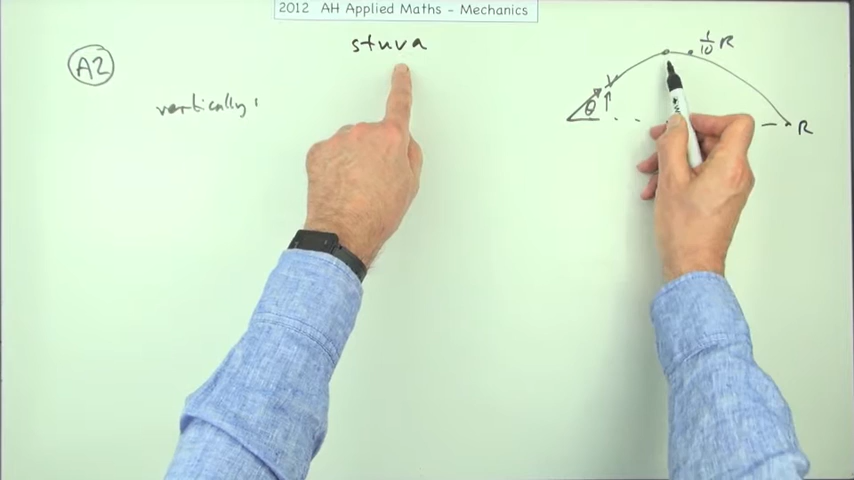 2012 AH Applied Maths - Mechanics
A2
stuva
vertically:
V
θ
1/10 R
R